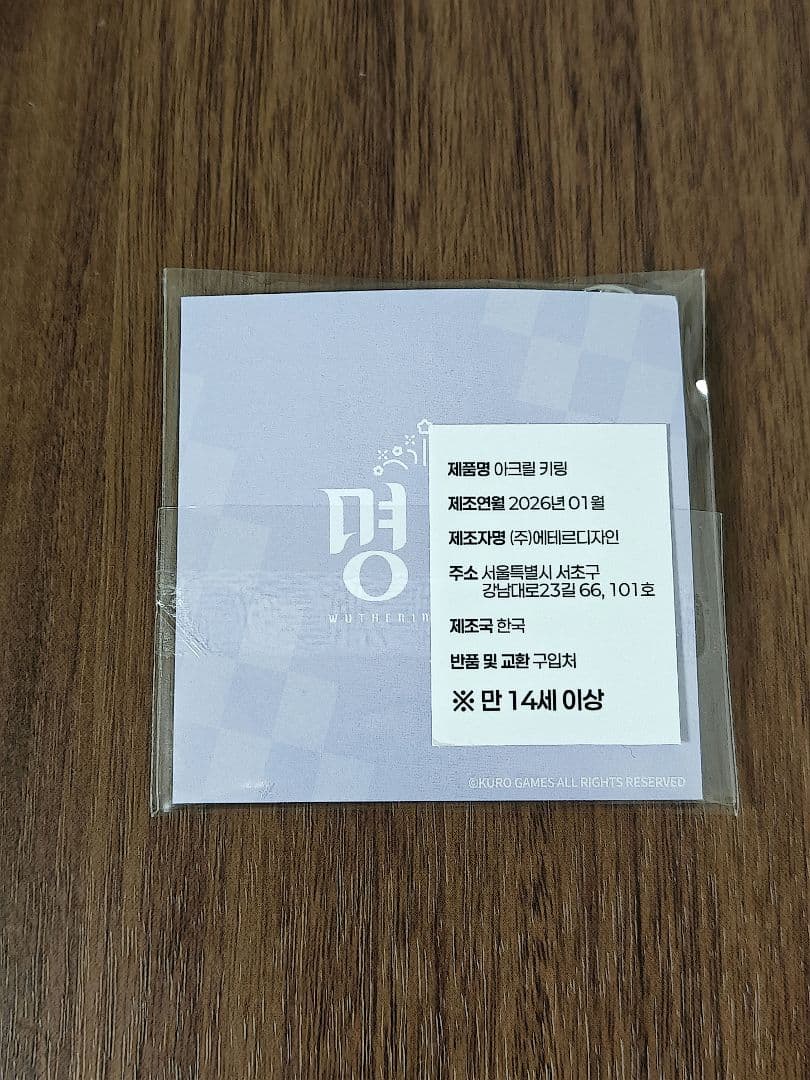 명
WUTHERIN
제품명 아크릴 키링
제조연월 2026년 01월
제조자명 (주)에테르디자인
주소 서울특별시 서초구
강남대로23길 66, 101호
제조국 한국
반품 및 교환 구입처
※ 만 14세 이상
©KURO GAMES ALL RIGHTS RESERVED